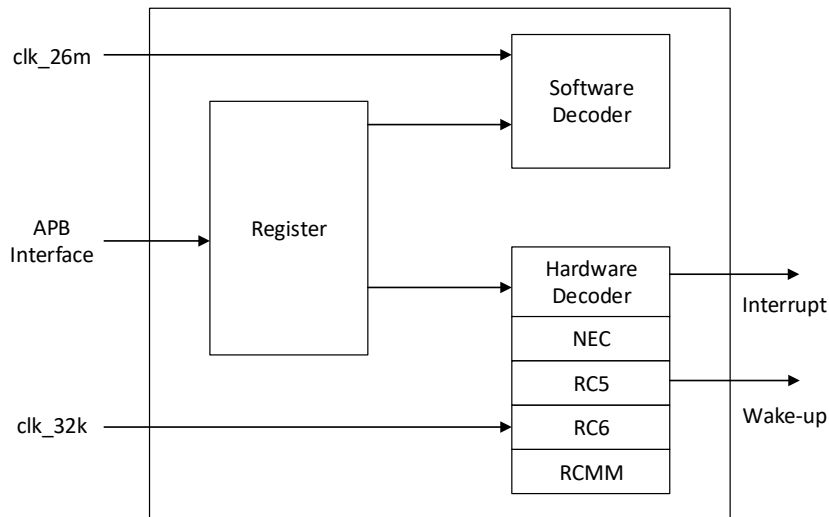 clk_26m
Software
Decoder
APB
Interface
Register
Hardware
Decoder
Interrupt
NEC
RC5
Wake-up
clk_32k
RC6
RCMM